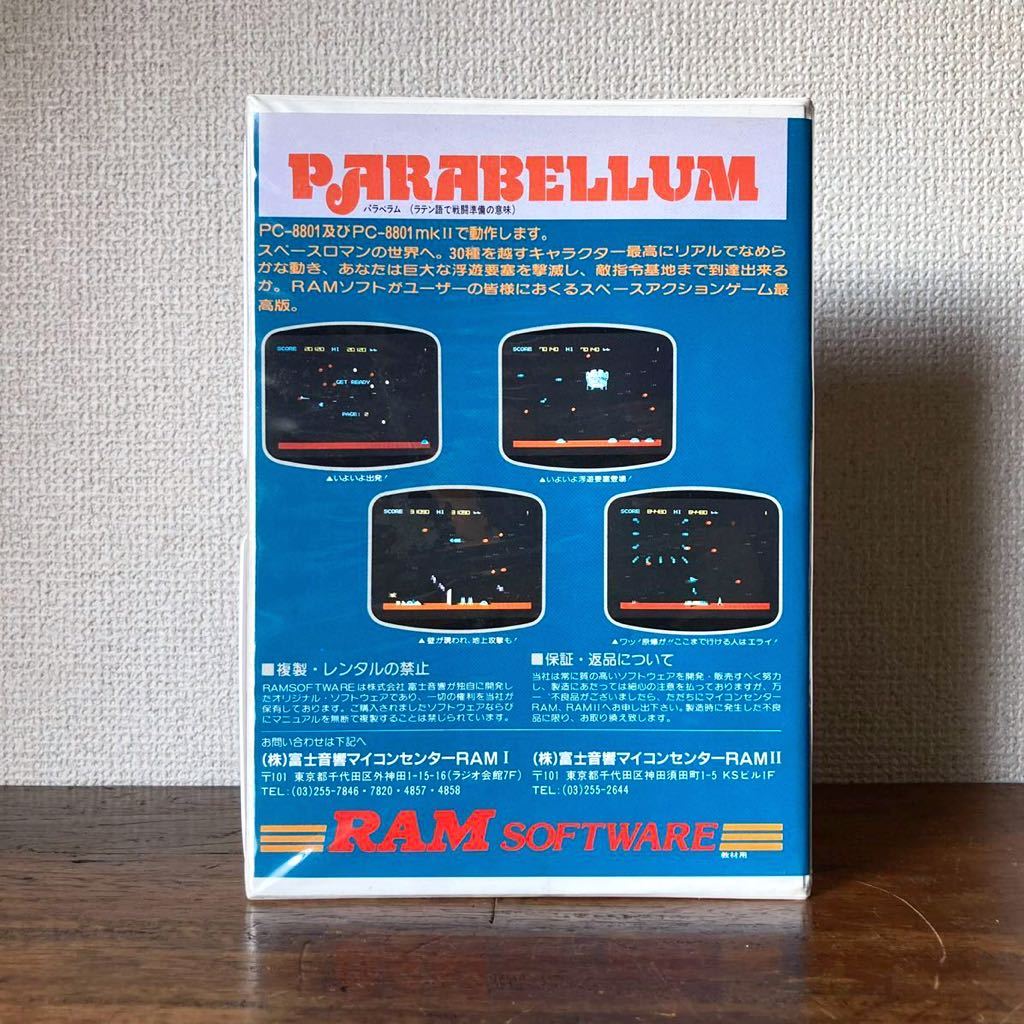 PARABELLUM
パラベラム (ラテン語で戦闘準備の意味)
PC-8801及びPC-8801mkIIで動作します。
スペースロマンの世界へ。30種を越すキャラクター最高にリアルでなめら
かな動き、あなたは巨大な浮遊要塞を撃滅し、敵指令基地まで到達出来る
か。RAMソフトがユーザーの皆様におくるスペースアクションゲーム最
高版。
SCORE 20120 HI 20120
GET READY
PAGE: 2
▲いよいよ出発!
SCORE 70140 HI 70140
▲いよいよ浮遊要塞登場!
SCORE 31090 HI 31090
▲壁が現われ、地上攻撃も!
SCORE 84480 HI 84480
▲ワッ!原爆が!!ここまで行ける人はエライ!
■複製・レンタルの禁止
RAMSOFTWAREは株式会社富士音響が独自に開発し
たオリジナル・ソフトウェアであり、一切の権利を当社が
保有しております。ご購入されましたソフトウェアならび
にマニュアルを無断で複製することは禁じられています。
■保証・返品について
当社は常に質の高いソフトウェアを開発・販売すべく努力
し、製造にあたっては細心の注意を払っておりますが、万
一 不良品がございましたら、ただちにマイコンセンター
RAM、RAMIIへお申し出下さい。製造時に発生した不良
品に限り、お取り換え致します。
お問い合わせは下記へ
(株)富士音響マイコンセンターRAM I
〒101 東京都千代田区外神田1-15-16(ラジオ会館7F)
TEL:(03)255-7846・7820・4857・4858
(株)富士音響マイコンセンターRAM II
〒101 東京都千代田区神田須田町1-5 KSビル1F
TEL:(03)255-2644
RAM SOFTWARE
教材用